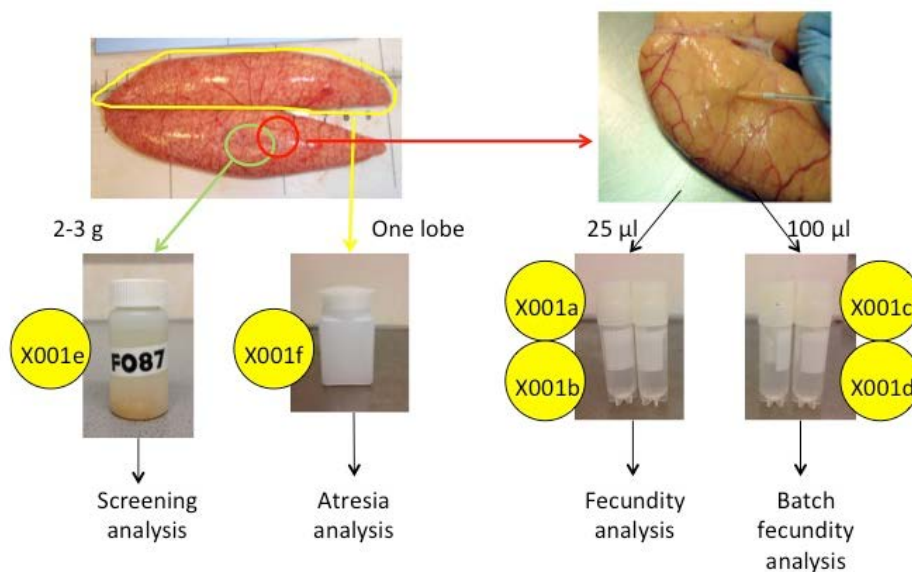 2-3 g
One lobe
25 µl
100 µl
X001e
F087
X001f
X001a
X001b
X001c
X001d
Screening
analysis
Atresia
analysis
Fecundity
analysis
Batch
fecundity
analysis